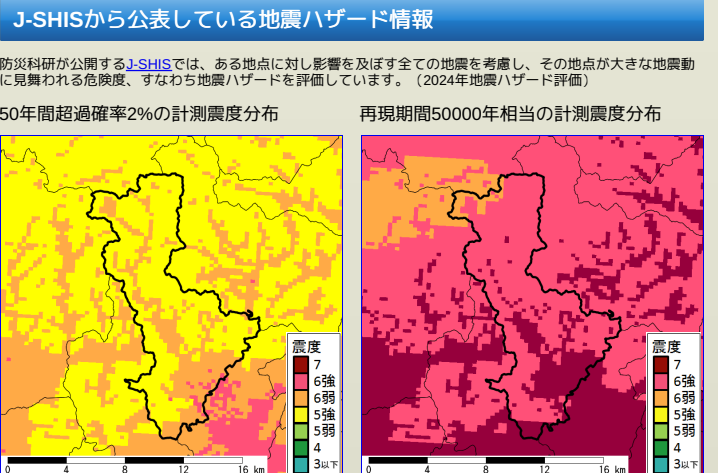 J-SHISから公表している地震ハザード情報
防災科研が公開するJ-SHISでは、ある地点に対し影響を及ぼす全ての地震を考慮し、その地点が大きな地震動
に見舞われる危険度、すなわち地震ハザードを評価しています。（2024年地震ハザード評価）
50年間超過確率2%の計測震度分布
再現期間50000年相当の計測震度分布
震度
7
6強
6弱
5強
5弱
4
3以下
0 4 8 12 16 km
震度
7
6強
6弱
5強
5弱
4
3以下
0 4 8 12 16 km